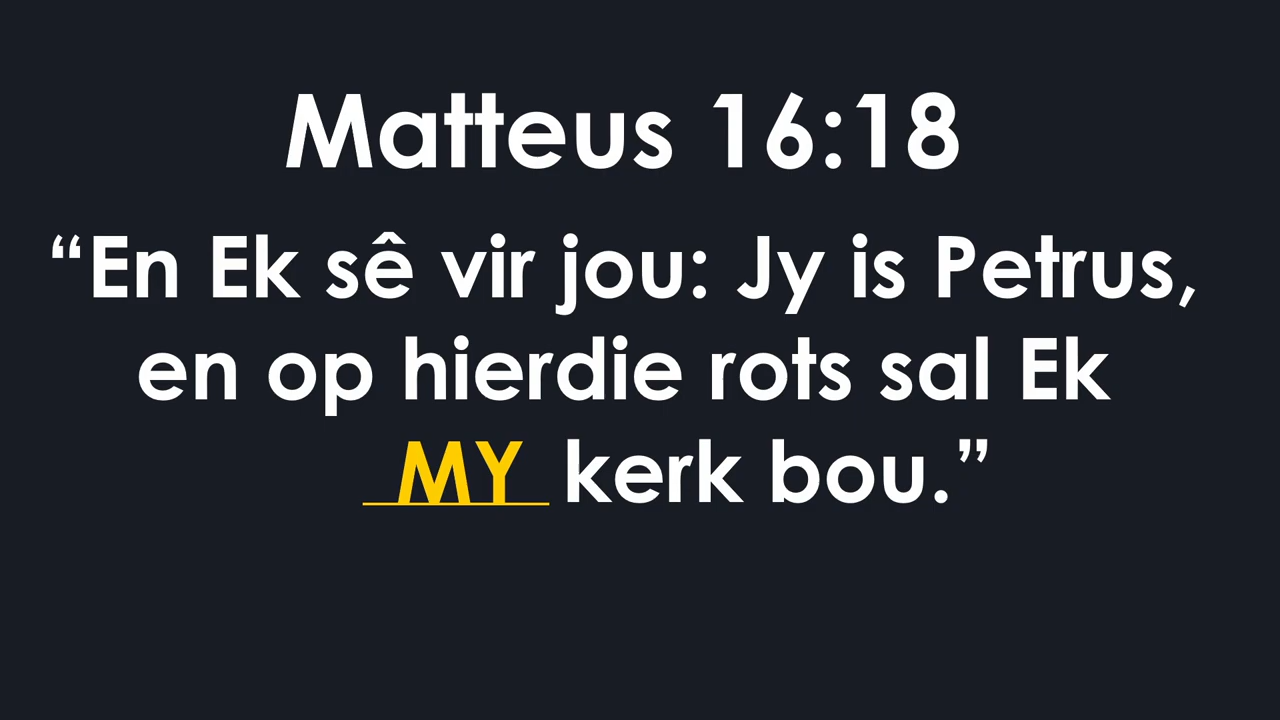 Matteus 16:18
“En Ek sê vir jou: Jy is Petrus,
en op hierdie rots sal Ek
MY kerk bou.”